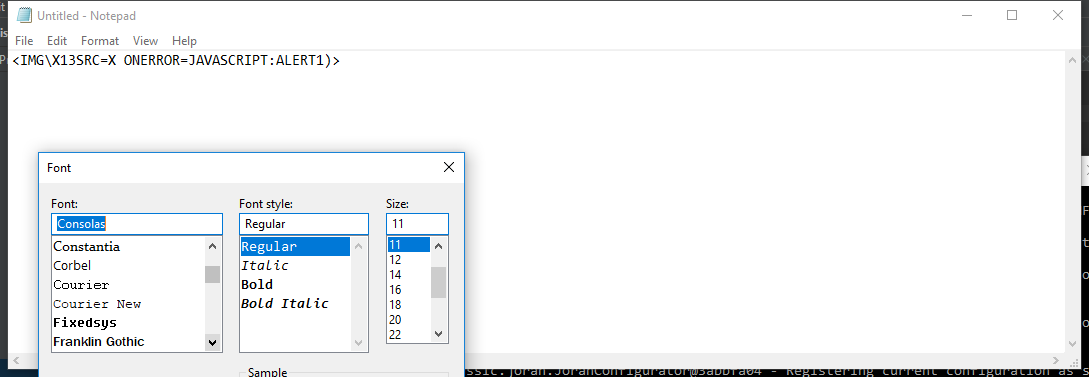 Untitled - Notepad
File Edit Format View Help
<IMG\X13SRC=X ONERROR=JAVASCRIPT:ALERT1)>
Font
Font: Font style: Size:
Consolas Regular 11
Constantia Regular 11
Corbel Italic 12
Courier Bold 14
Courier New Bold Italic 16
Fixedsys 18
Franklin Gothic 20
22
Sample
ssic.joran.JoranConfigurator@3abbfa04 - Registering current configuration as s